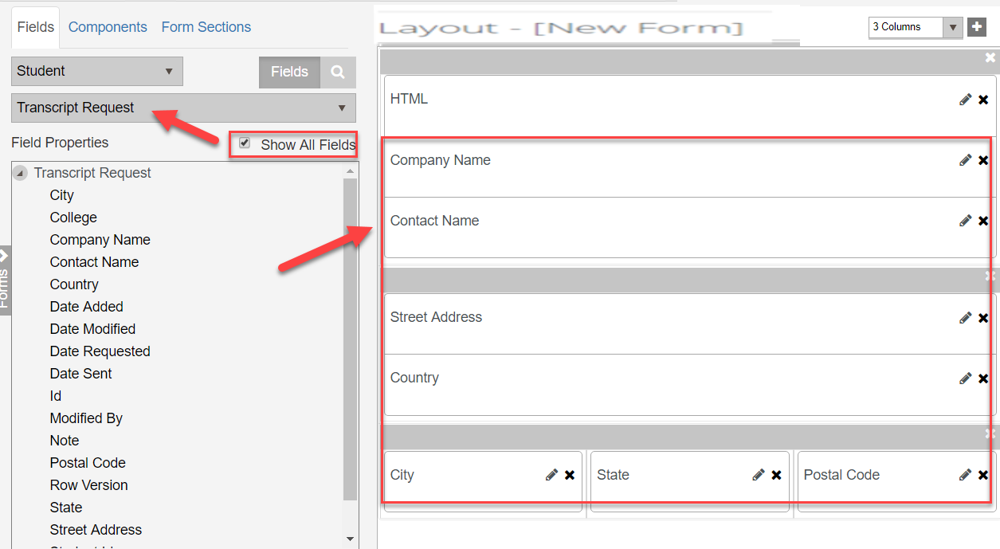 Fields Components Form Sections
Layout - [New Form]
3 Columns
Student
Fields
Transcript Request
Field Properties
Show All Fields
Transcript Request
City
College
Company Name
Contact Name
Country
Date Added
Date Modified
Date Requested
Date Sent
Id
Modified By
Note
Postal Code
Row Version
State
Street Address
Forms
HTML
Company Name
Contact Name
Street Address
Country
City State Postal Code